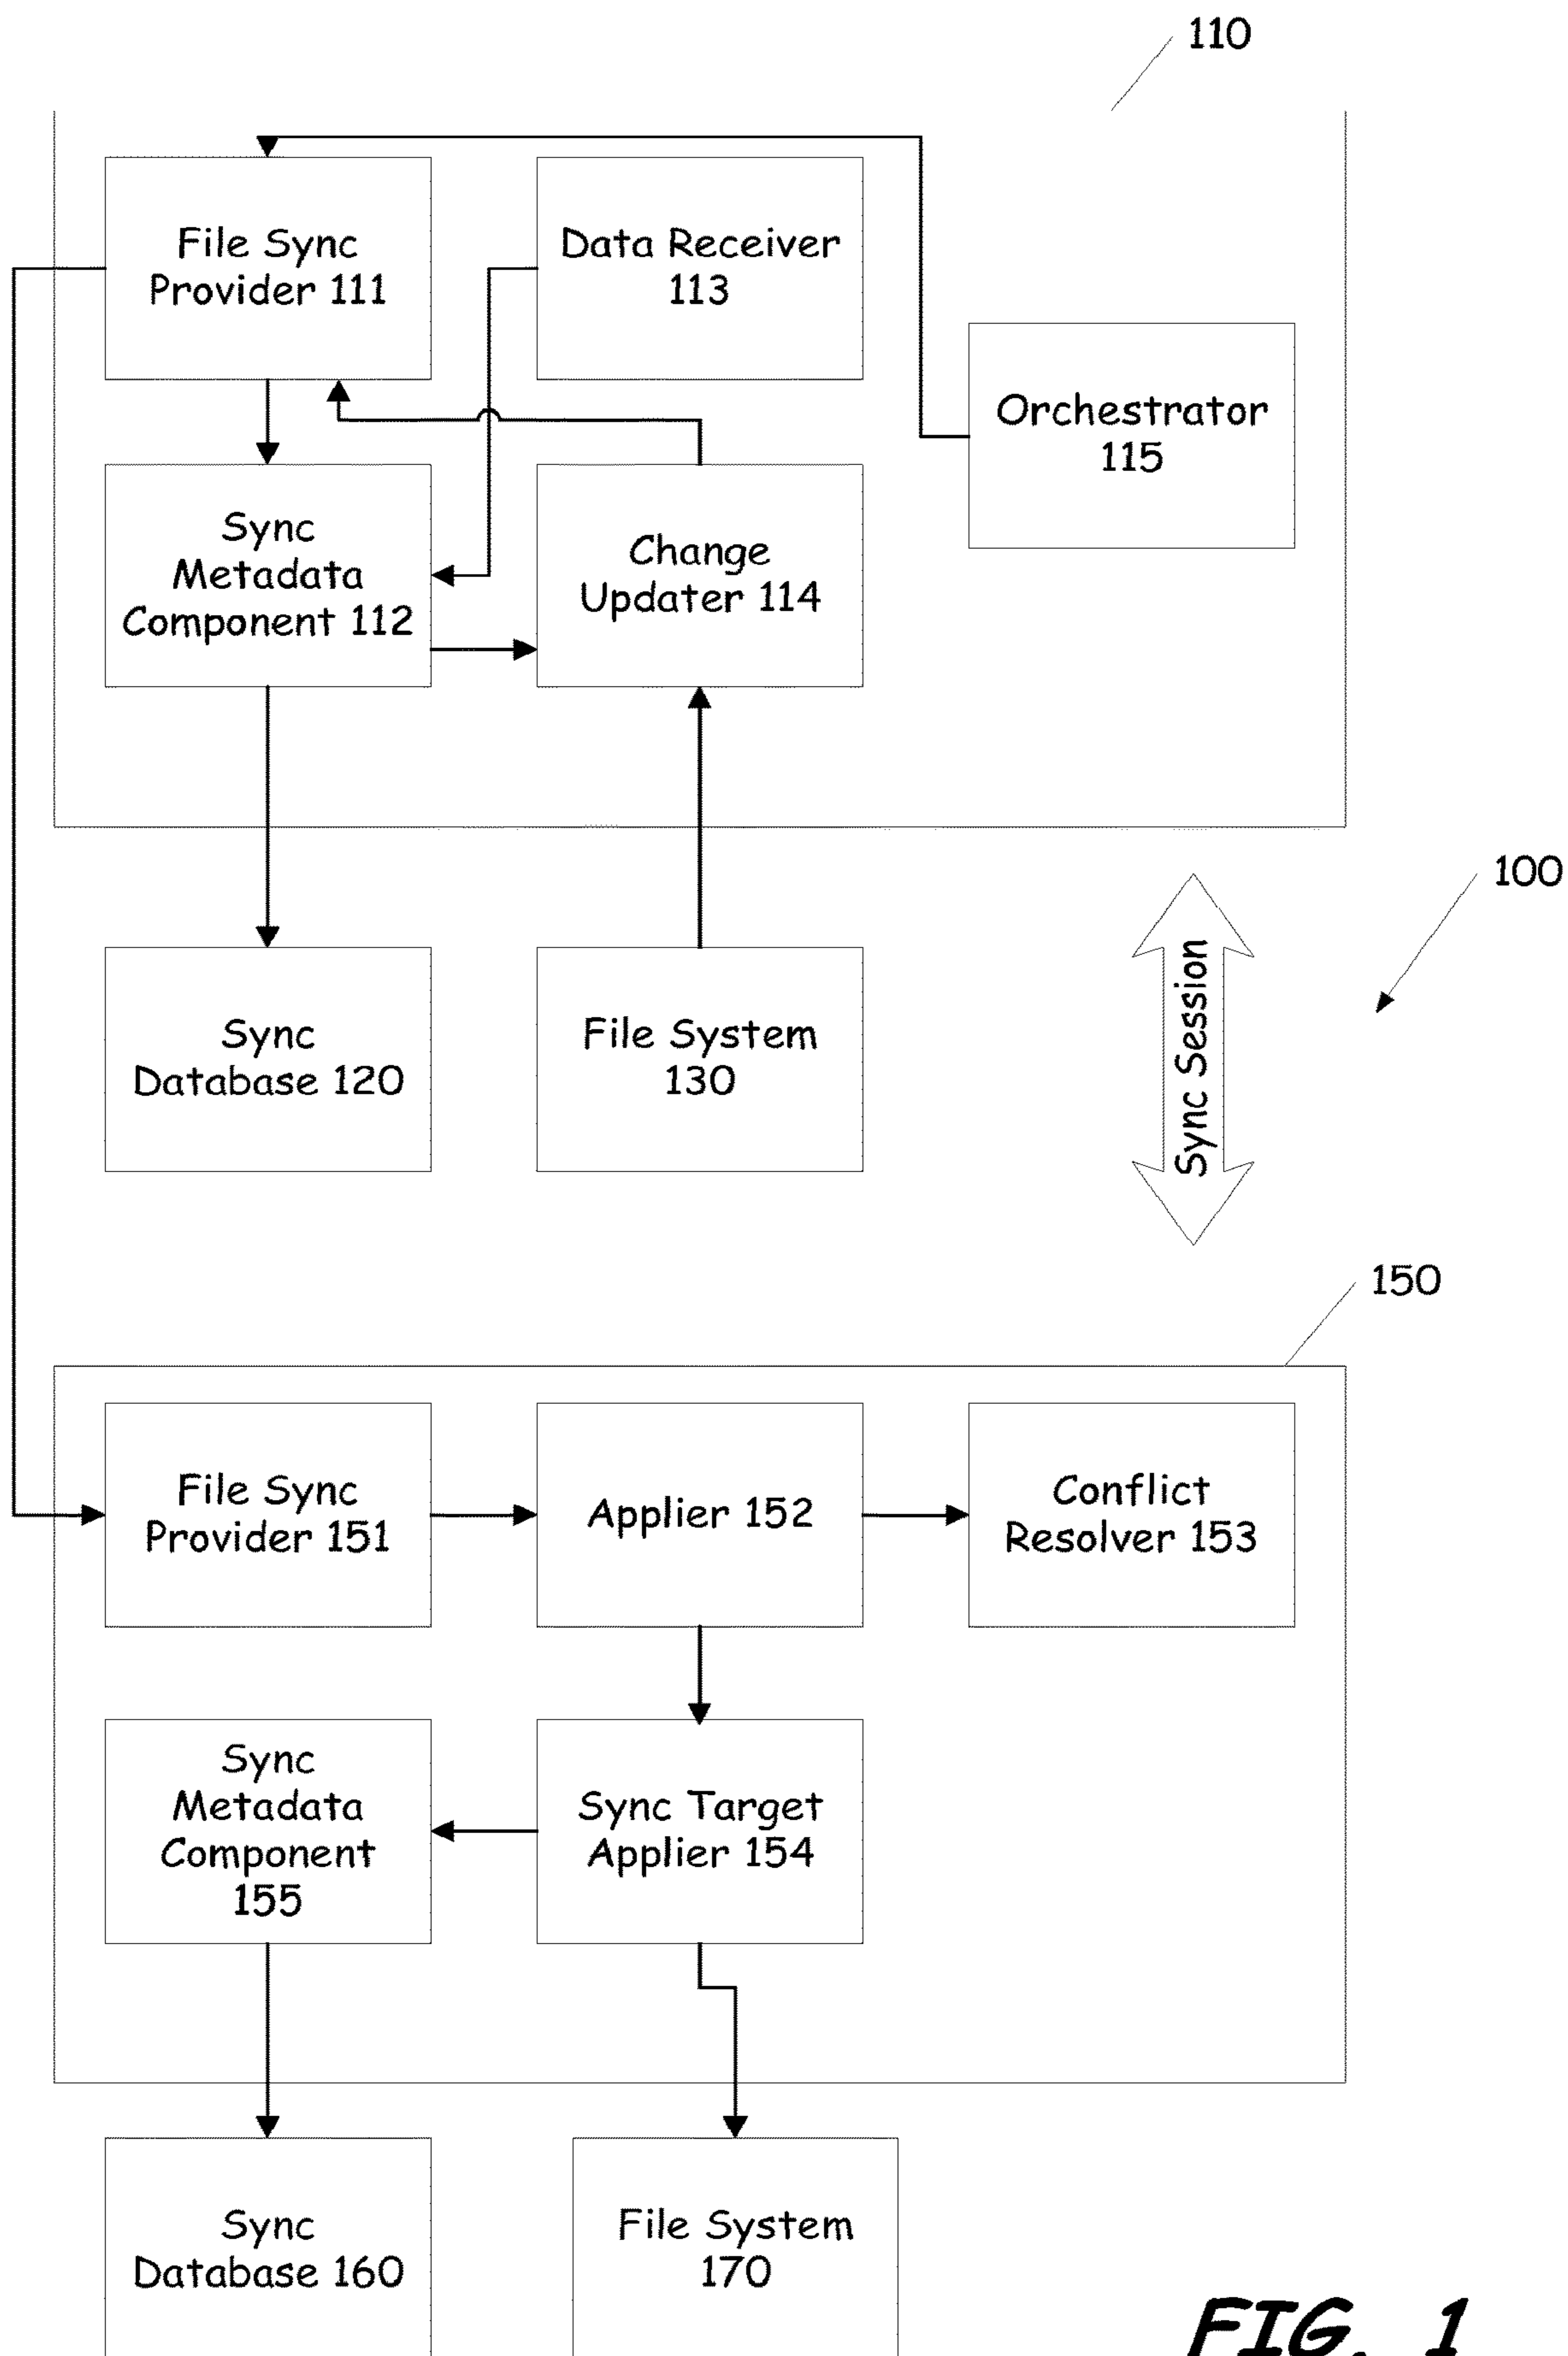 110
File Sync
Provider 111
Data Receiver
113
Orchestrator
115
Sync
Metadata
Component 112
Change
Updater 114
100
Sync
Database 120
File System
130
Sync Session
150
File Sync
Provider 151
Applier 152
Conflict
Resolver 153
Sync
Metadata
Component
155
Sync Target
Applier 154
Sync
Database 160
File System
170
FIG. 1